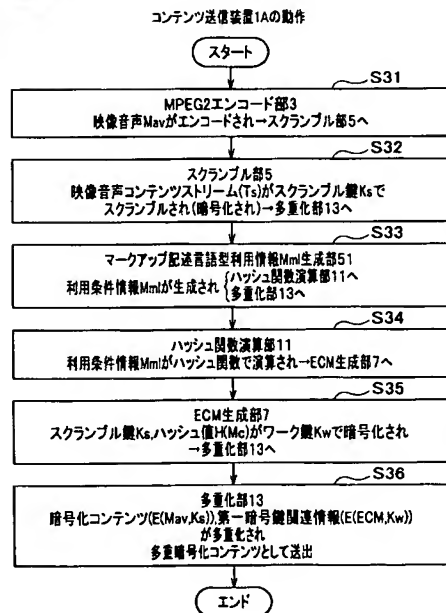 コンテンツ送信装置1Aの動作
スタート
S31
MPEG2エンコード部3
映像音声Mavがエンコードされ→スクランブル部5へ
S32
スクランブル部5
映像音声コンテンツストリーム(Ts)がスクランブル鍵Ksで
スクランブルされ(暗号化され)→多重化部13へ
S33
マークアップ記述言語型利用情報Mml生成部51
利用条件情報Mmlが生成され{ハッシュ関数演算部11へ
多重化部13へ
S34
ハッシュ関数演算部11
利用条件情報Mmlがハッシュ関数で演算され→ECM生成部7へ
S35
ECM生成部7
スクランブル鍵Ks,ハッシュ値H(Mc)がワーク鍵Kwで暗号化され
→多重化部13へ
S36
多重化部13
暗号化コンテンツ(E(Mav,Ks)),第一暗号鍵関連情報(E(ECM,Kw))
が多重化され
多重暗号化コンテンツとして送出
エンド